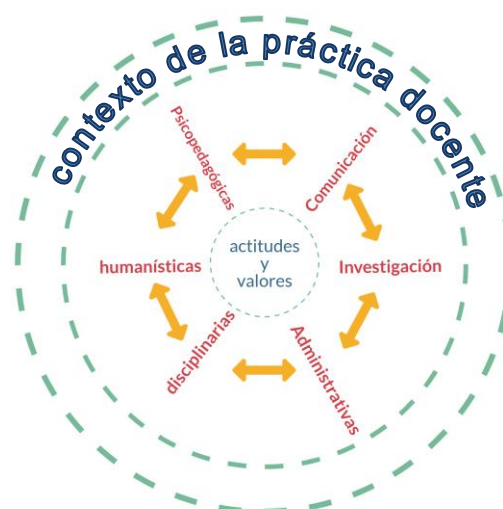 contexto de la práctica docente
Psicopedagógicas
Comunicación
humanísticas
actitudes
y
valores
Investigación
disciplinarias
Administrativas